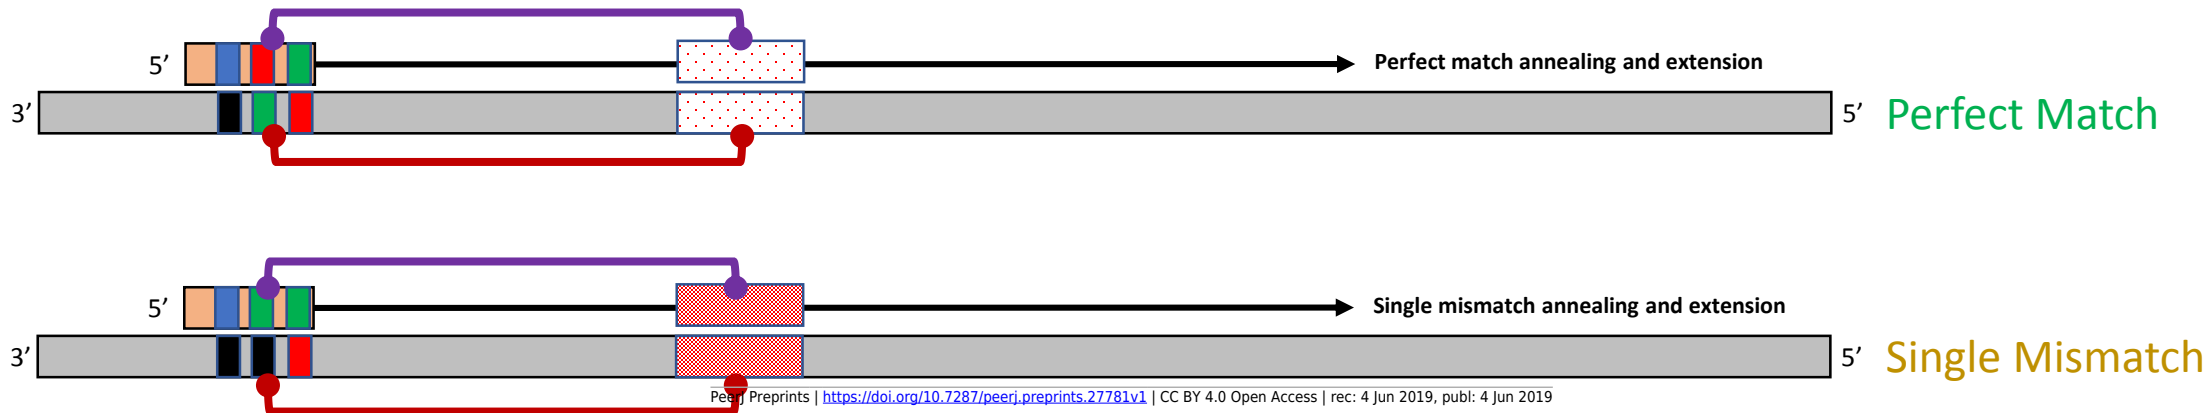 5’
Perfect match annealing and extension
3’
5’
Perfect Match
5’
Single mismatch annealing and extension
3’
5’
Single Mismatch
PeerJ Preprints | https://doi.org/10.7287/peerj.preprints.27781v1 | CC BY 4.0 Open Access | rec: 4 Jun 2019, publ: 4 Jun 2019